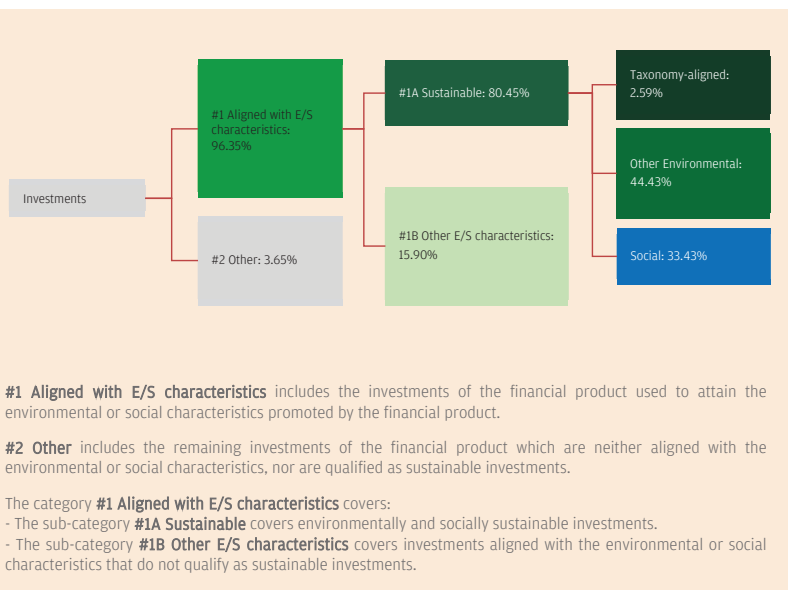 Investments
#1 Aligned with E/S
characteristics:
96.35%
#2 Other: 3.65%
#1A Sustainable: 80.45%
#1B Other E/S characteristics:
15.90%
Taxonomy-aligned:
2.59%
Other Environmental:
44.43%
Social: 33.43%
#1 Aligned with E/S characteristics includes the investments of the financial product used to attain the
environmental or social characteristics promoted by the financial product.
#2 Other includes the remaining investments of the financial product which are neither aligned with the
environmental or social characteristics, nor are qualified as sustainable investments.
The category #1 Aligned with E/S characteristics covers:
- The sub-category #1A Sustainable covers environmentally and socially sustainable investments.
- The sub-category #1B Other E/S characteristics covers investments aligned with the environmental or social
characteristics that do not qualify as sustainable investments.